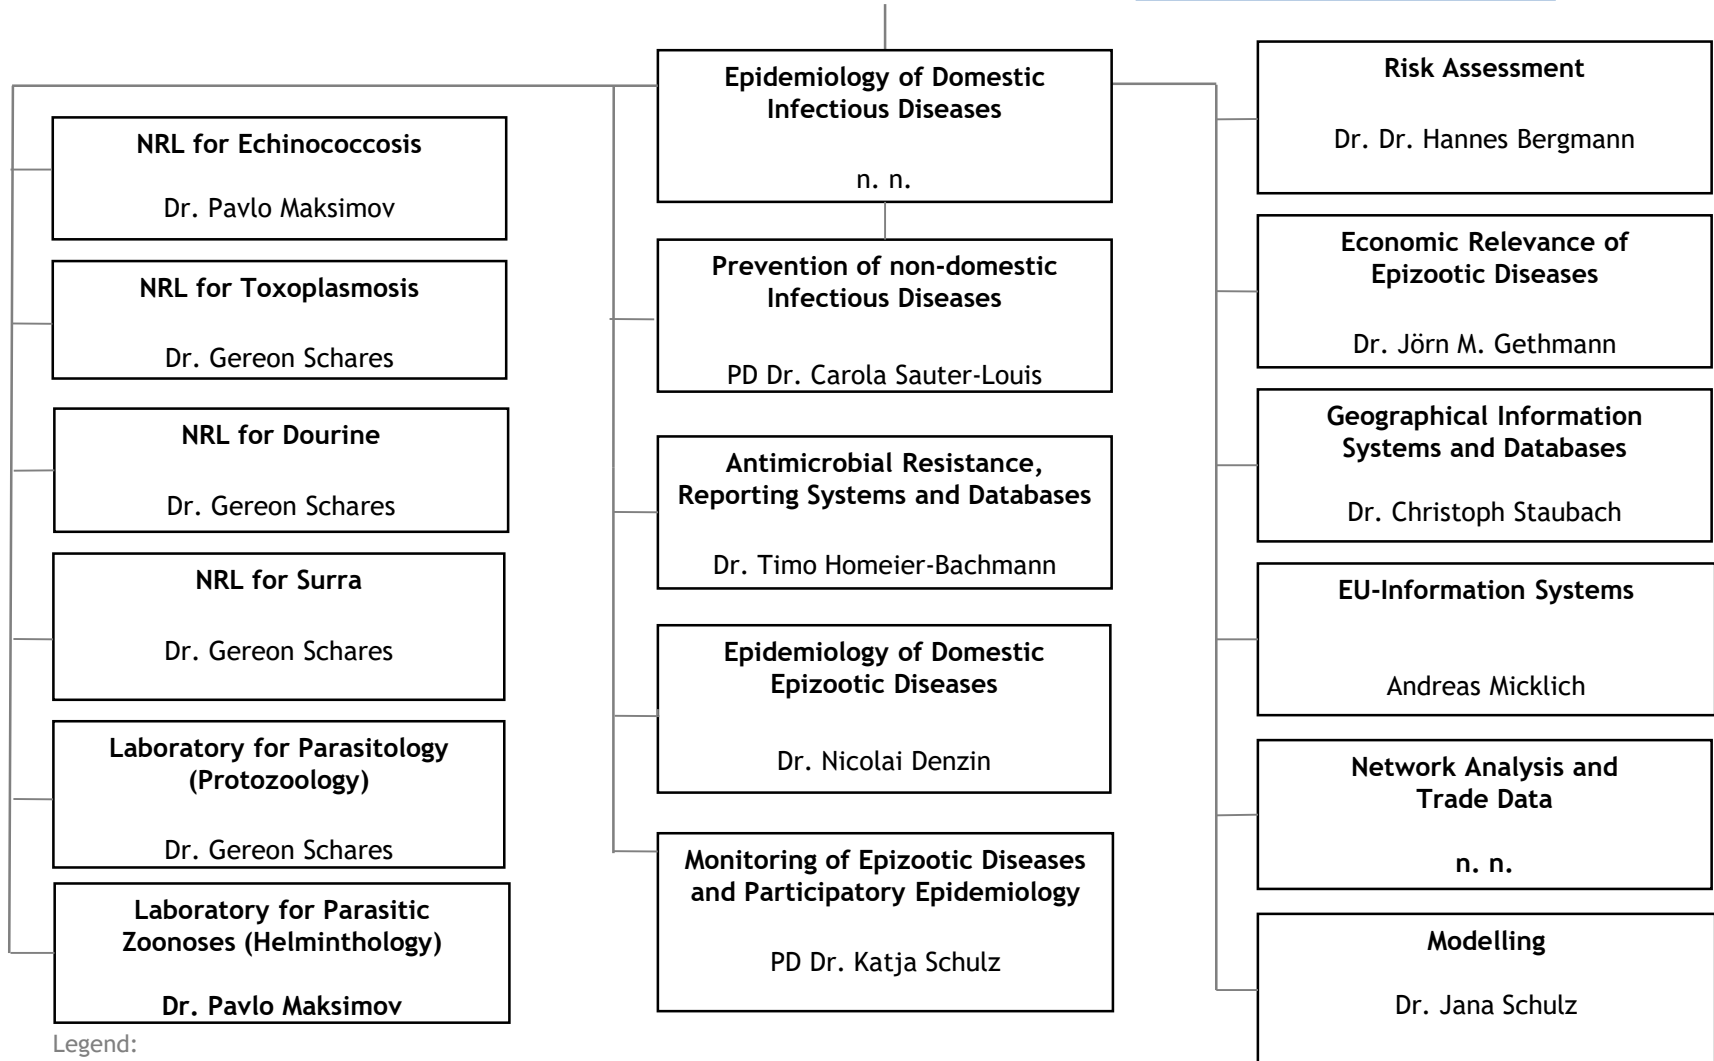 Epidemiology of Domestic
Infectious Diseases
n. n.
NRL for Echinococcosis
Dr. Pavlo Maksimov
NRL for Toxoplasmosis
Dr. Gereon Schares
NRL for Dourine
Dr. Gereon Schares
NRL for Surra
Dr. Gereon Schares
Laboratory for Parasitology
(Protozoology)
Dr. Gereon Schares
Laboratory for Parasitic
Zoonoses (Helminthology)
Dr. Pavlo Maksimov
Legend:
Prevention of non-domestic
Infectious Diseases
PD Dr. Carola Sauter-Louis
Antimicrobial Resistance,
Reporting Systems and Databases
Dr. Timo Homeier-Bachmann
Epidemiology of Domestic
Epizootic Diseases
Dr. Nicolai Denzin
Monitoring of Epizootic Diseases
and Participatory Epidemiology
PD Dr. Katja Schulz
Risk Assessment
Dr. Dr. Hannes Bergmann
Economic Relevance of
Epizootic Diseases
Dr. Jörn M. Gethmann
Geographical Information
Systems and Databases
Dr. Christoph Staubach
EU-Information Systems
Andreas Micklich
Network Analysis and
Trade Data
n. n.
Modelling
Dr. Jana Schulz